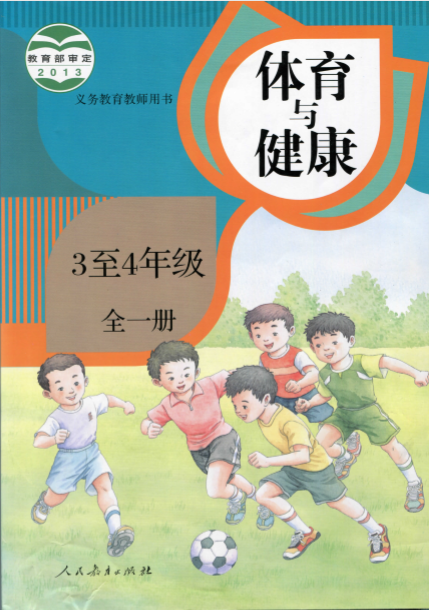 教育部审定
2013
义务教育教师用书
体育
与
健康
3至4年级
全一册
人民教育出版社